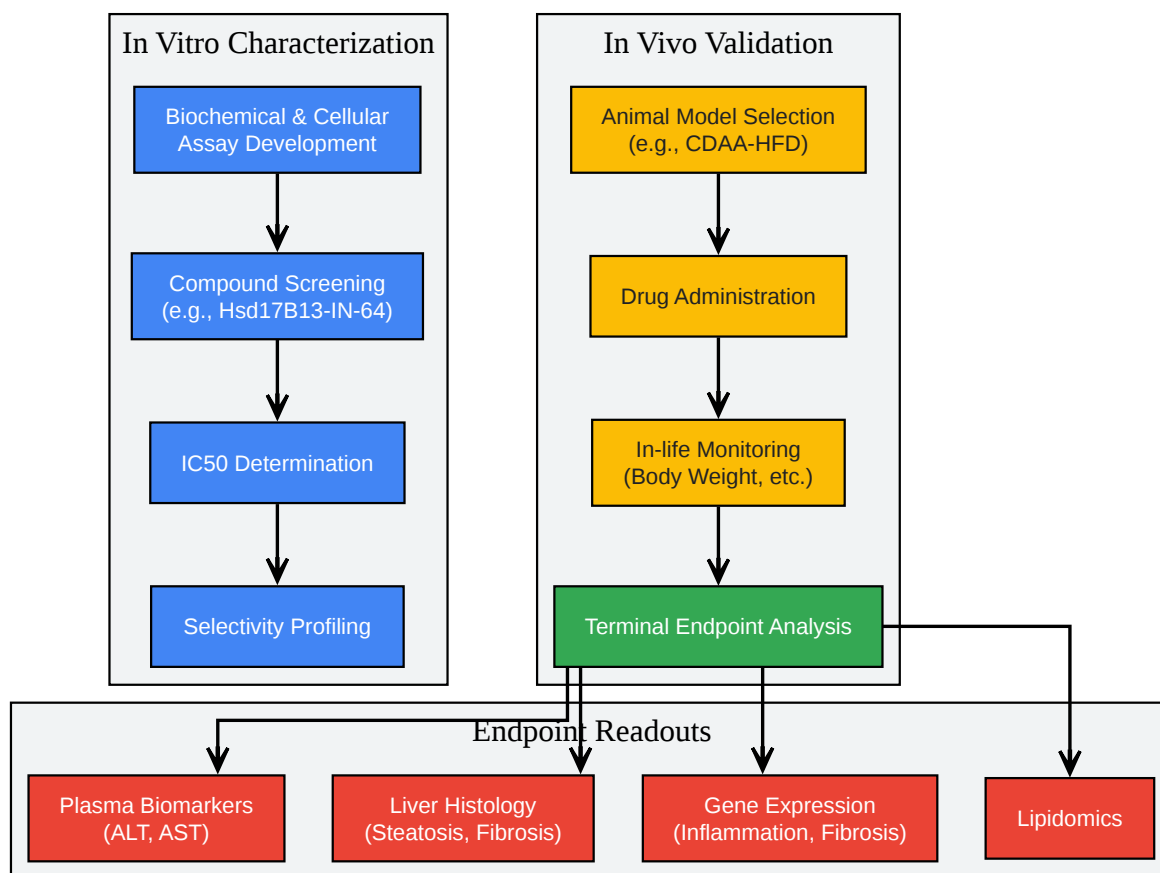 In Vitro Characterization
Biochemical & Cellular
Assay Development
Compound Screening
(e.g., Hsd17B13-IN-64)
IC50 Determination
Selectivity Profiling
In Vivo Validation
Animal Model Selection
(e.g., CDAA-HFD)
Drug Administration
In-life Monitoring
(Body Weight, etc.)
Terminal Endpoint Analysis
Endpoint Readouts
Plasma Biomarkers
(ALT, AST)
Liver Histology
(Steatosis, Fibrosis)
Gene Expression
(Inflammation, Fibrosis)
Lipidomics